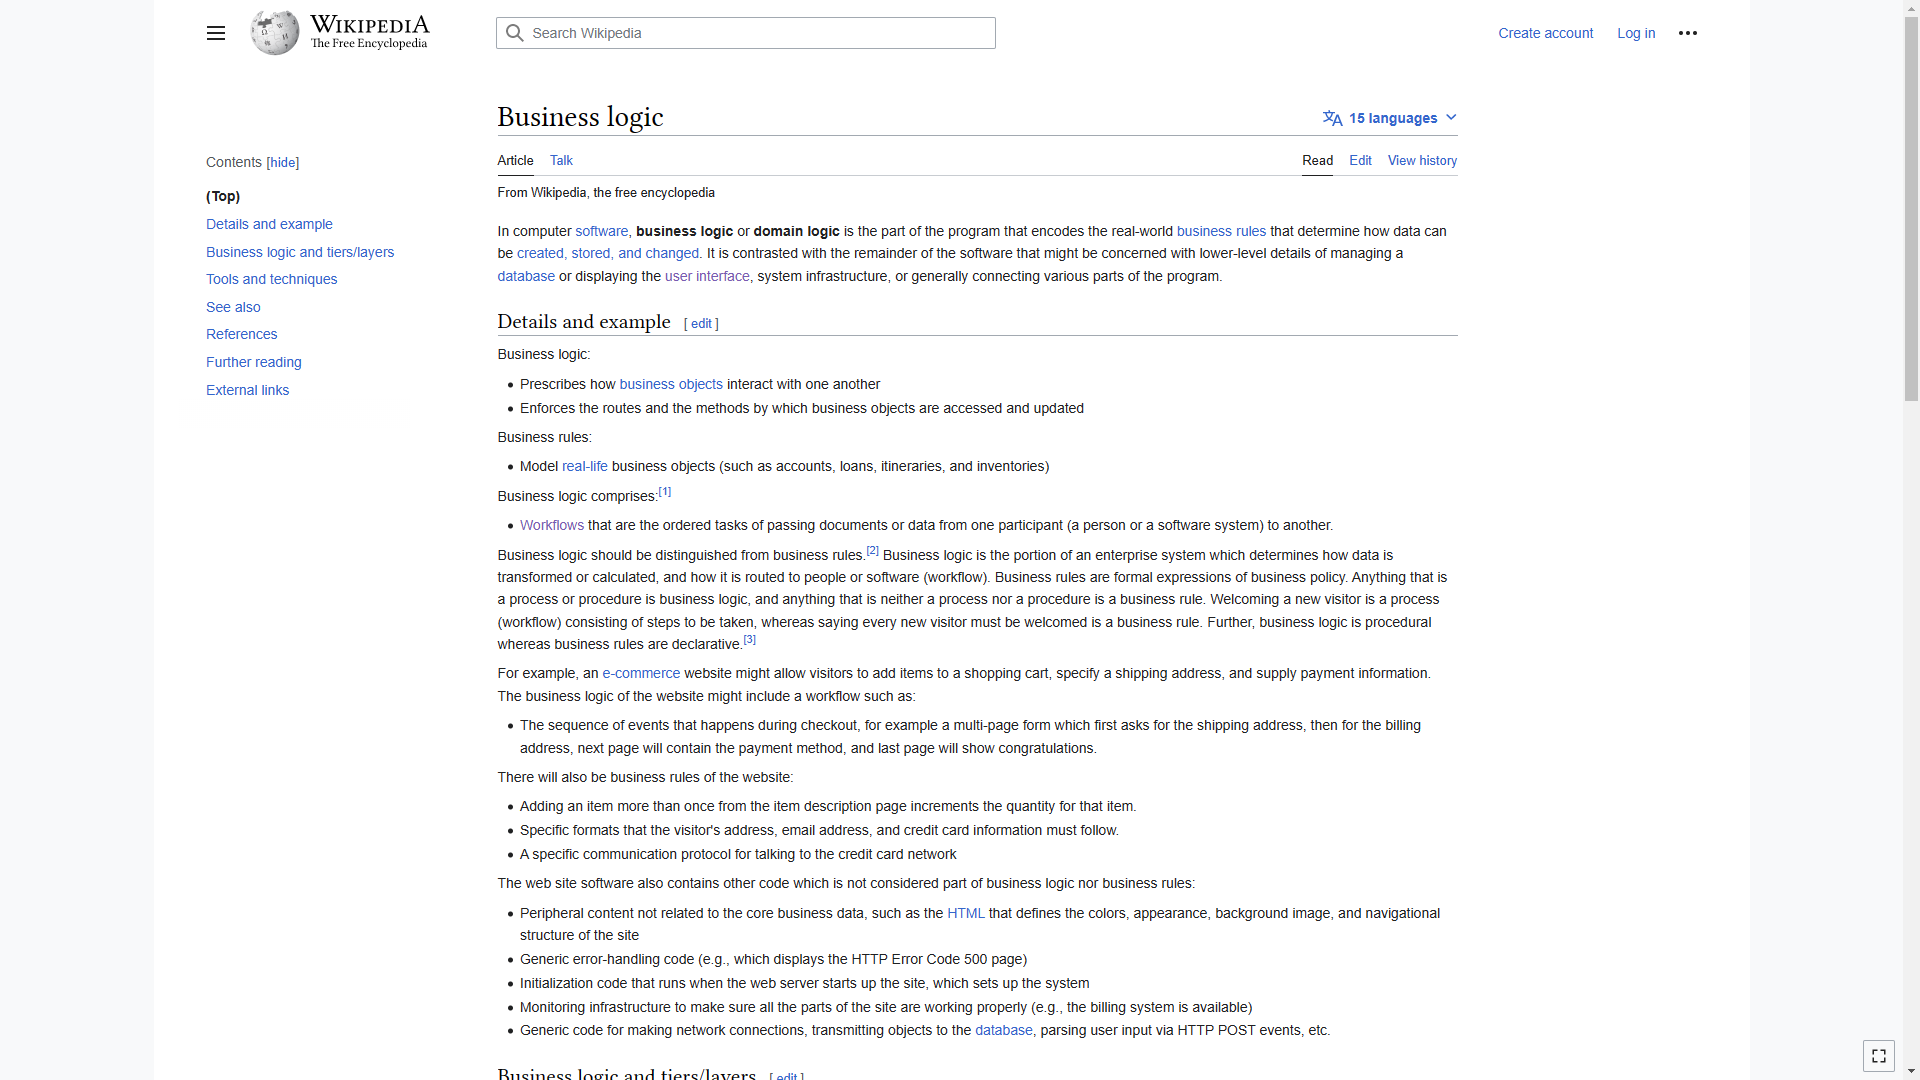 WIKIPEDIA
The Free Encyclopedia
Search Wikipedia
Create account
Log in
Business logic
15 languages
Contents [hide]
(Top)
Details and example
Business logic and tiers/layers
Tools and techniques
See also
References
Further reading
External links
Article Talk
Read Edit View history
From Wikipedia, the free encyclopedia
In computer software, business logic or domain logic is the part of the program that encodes the real-world business rules that determine how data can
be created, stored, and changed. It is contrasted with the remainder of the software that might be concerned with lower-level details of managing a
database or displaying the user interface, system infrastructure, or generally connecting various parts of the program.
Details and example [ edit ]
Business logic:
• Prescribes how business objects interact with one another
• Enforces the routes and the methods by which business objects are accessed and updated
Business rules:
• Model real-life business objects (such as accounts, loans, itineraries, and inventories)
Business logic comprises:[1]
• Workflows that are the ordered tasks of passing documents or data from one participant (a person or a software system) to another.
Business logic should be distinguished from business rules.[2] Business logic is the portion of an enterprise system which determines how data is
transformed or calculated, and how it is routed to people or software (workflow). Business rules are formal expressions of business policy. Anything that is
a process or procedure is business logic, and anything that is neither a process nor a procedure is a business rule. Welcoming a new visitor is a process
(workflow) consisting of steps to be taken, whereas saying every new visitor must be welcomed is a business rule. Further, business logic is procedural
whereas business rules are declarative.[3]
For example, an e-commerce website might allow visitors to add items to a shopping cart, specify a shipping address, and supply payment information.
The business logic of the website might include a workflow such as:
• The sequence of events that happens during checkout, for example a multi-page form which first asks for the shipping address, then for the billing
address, next page will contain the payment method, and last page will show congratulations.
There will also be business rules of the website:
• Adding an item more than once from the item description page increments the quantity for that item.
• Specific formats that the visitor's address, email address, and credit card information must follow.
• A specific communication protocol for talking to the credit card network
The web site software also contains other code which is not considered part of business logic nor business rules:
• Peripheral content not related to the core business data, such as the HTML that defines the colors, appearance, background image, and navigational
structure of the site
• Generic error-handling code (e.g., which displays the HTTP Error Code 500 page)
• Initialization code that runs when the web server starts up the site, which sets up the system
• Monitoring infrastructure to make sure all the parts of the site are working properly (e.g., the billing system is available)
• Generic code for making network connections, transmitting objects to the database, parsing user input via HTTP POST events, etc.
Business logic and tiers/layers [ edit ]